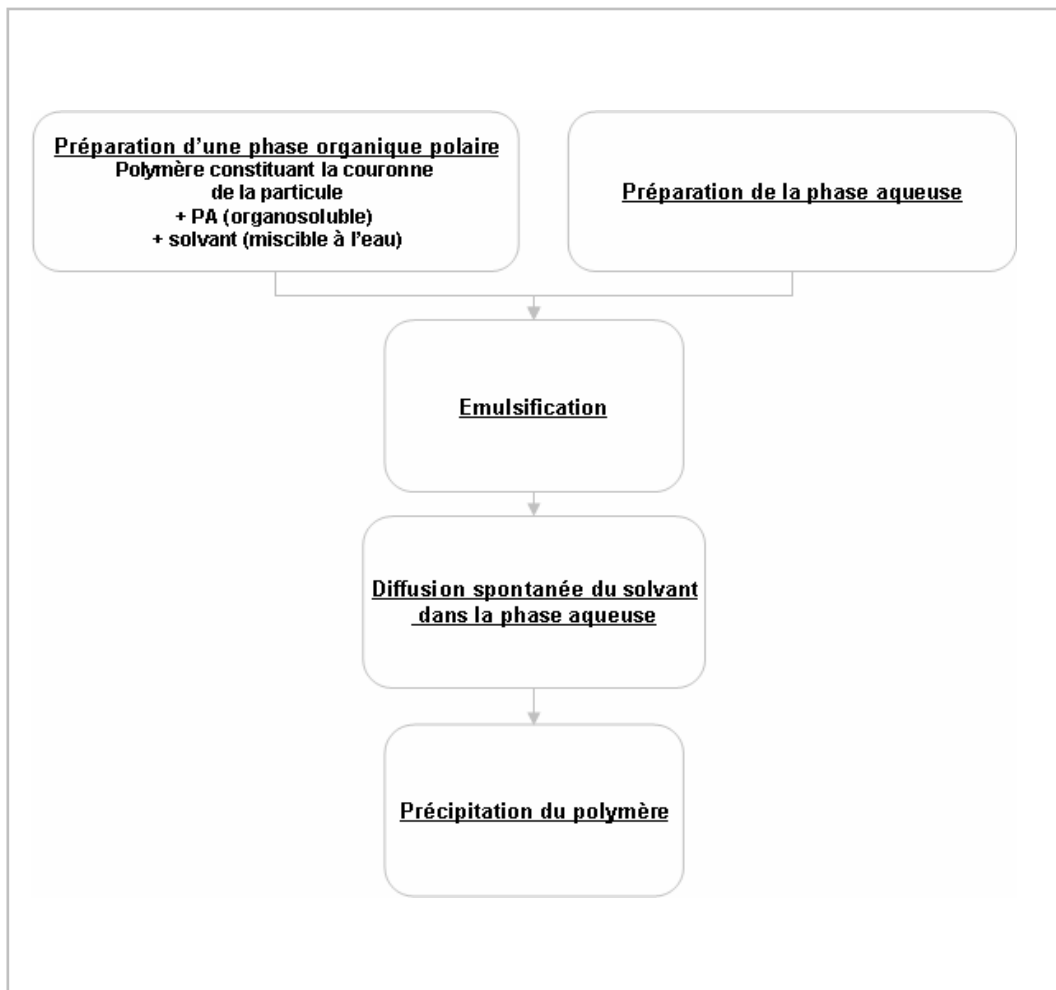 Préparation d'une phase organique polaire
Polymère constituant la couronne
de la particule
+ PA (organosoluble)
+ solvant (miscible à l'eau)
Préparation de la phase aqueuse
Emulsification
Diffusion spontanée du solvant
dans la phase aqueuse
Précipitation du polymère